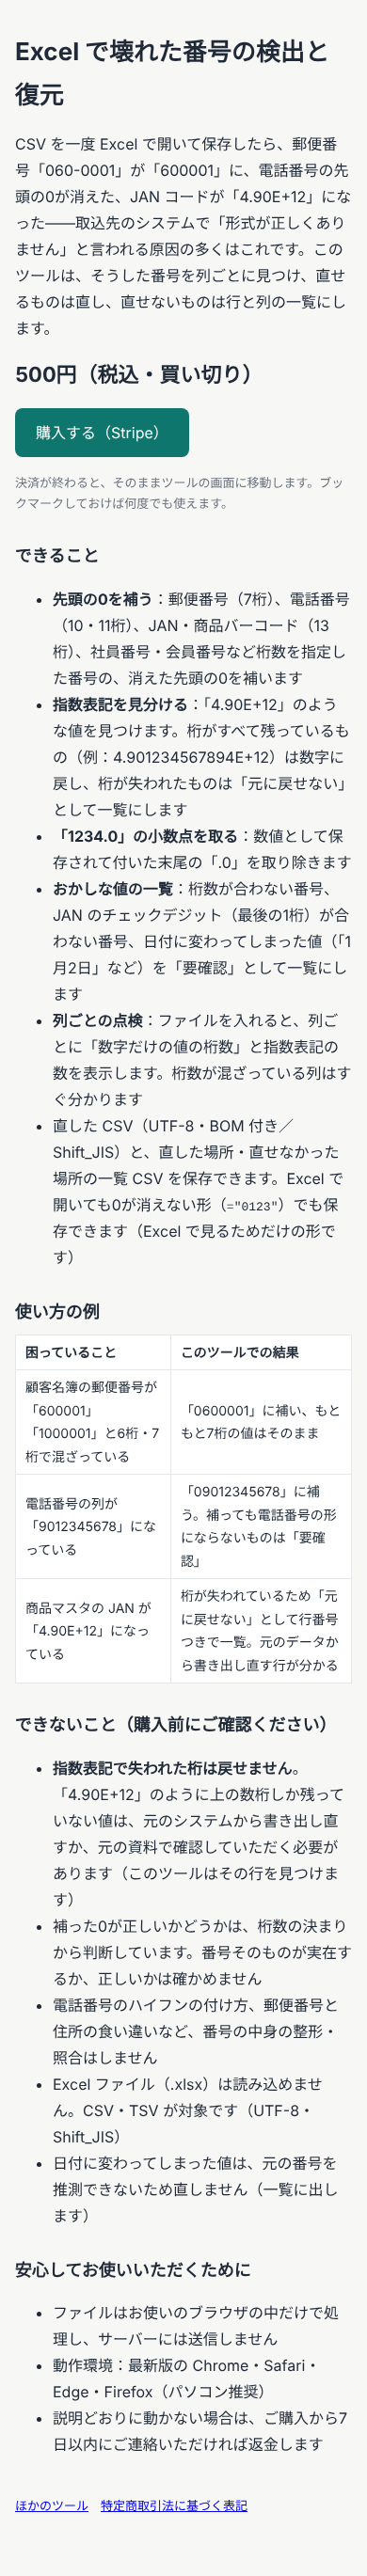 Excel で壊れた番号の検出と
復元
CSV を一度 Excel で開いて保存したら、郵便番
号「060-0001」が「600001」に、電話番号の先
頭の0が消えた、JAN コードが「4.90E+12」にな
った——取込先のシステムで「形式が正しくあり
ません」と言われる原因の多くはこれです。この
ツールは、そうした番号を列ごとに見つけ、直せ
るものは直し、直せないものは行と列の一覧にし
ます。
500円（税込・買い切り）
購入する（Stripe）
決済が終わると、そのままツールの画面に移動します。ブッ
クマークしておけば何度でも使えます。
できること
• 先頭の0を補う：郵便番号（7桁）、電話番号
（10・11桁）、JAN・商品バーコード（13
桁）、社員番号・会員番号など桁数を指定し
た番号の、消えた先頭の0を補います
• 指数表記を見分ける：「4.90E+12」のよう
な値を見つけます。桁がすべて残っているも
の（例：4.901234567894E+12）は数字に
戻し、桁が失われたものは「元に戻せない」
として一覧にします
• 「1234.0」の小数点を取る：数値として保
存されて付いた末尾の「.0」を取り除きます
• おかしな値の一覧：桁数が合わない番号、
JAN のチェックデジット（最後の1桁）が合
わない番号、日付に変わってしまった値（「1
月2日」など）を「要確認」として一覧にし
ます
• 列ごとの点検：ファイルを入れると、列ご
とに「数字だけの値の桁数」と指数表記の
数を表示します。桁数が混ざっている列はす
ぐ分かります
• 直した CSV（UTF-8・BOM 付き／
Shift_JIS）と、直した場所・直せなかった
場所の一覧 CSV を保存できます。Excel で
開いても0が消えない形（="0123"）でも保
存できます（Excel で見るためだけの形で
す）
使い方の例
困っていること
このツールでの結果
顧客名簿の郵便番号が
「600001」
「1000001」と6桁・7
桁で混ざっている
「0600001」に補い、もと
もと7桁の値はそのまま
電話番号の列が
「9012345678」にな
っている
「09012345678」に補
う。補っても電話番号の形
にならないものは「要確
認」
商品マスタの JAN が
「4.90E+12」になっ
ている
桁が失われているため「元
に戻せない」として行番号
つきで一覧。元のデータか
ら書き出し直す行が分かる
できないこと（購入前にご確認ください）
• 指数表記で失われた桁は戻せません。
「4.90E+12」のように上の数桁しか残って
いない値は、元のシステムから書き出し直
すか、元の資料で確認していただく必要が
あります（このツールはその行を見つけま
す）
• 補った0が正しいかどうかは、桁数の決まり
から判断しています。番号そのものが実在す
るか、正しいかは確かめません
• 電話番号のハイフンの付け方、郵便番号と
住所の食い違いなど、番号の中身の整形・
照合はしません
• Excel ファイル（.xlsx）は読み込めませ
ん。CSV・TSV が対象です（UTF-8・
Shift_JIS）
• 日付に変わってしまった値は、元の番号を
推測できないため直しません（一覧に出し
ます）
安心してお使いいただくために
• ファイルはお使いのブラウザの中だけで処
理し、サーバーには送信しません
• 動作環境：最新版の Chrome・Safari・
Edge・Firefox（パソコン推奨）
• 説明どおりに動かない場合は、ご購入から7
日以内にご連絡いただければ返金します
ほかのツール 特定商取引法に基づく表記